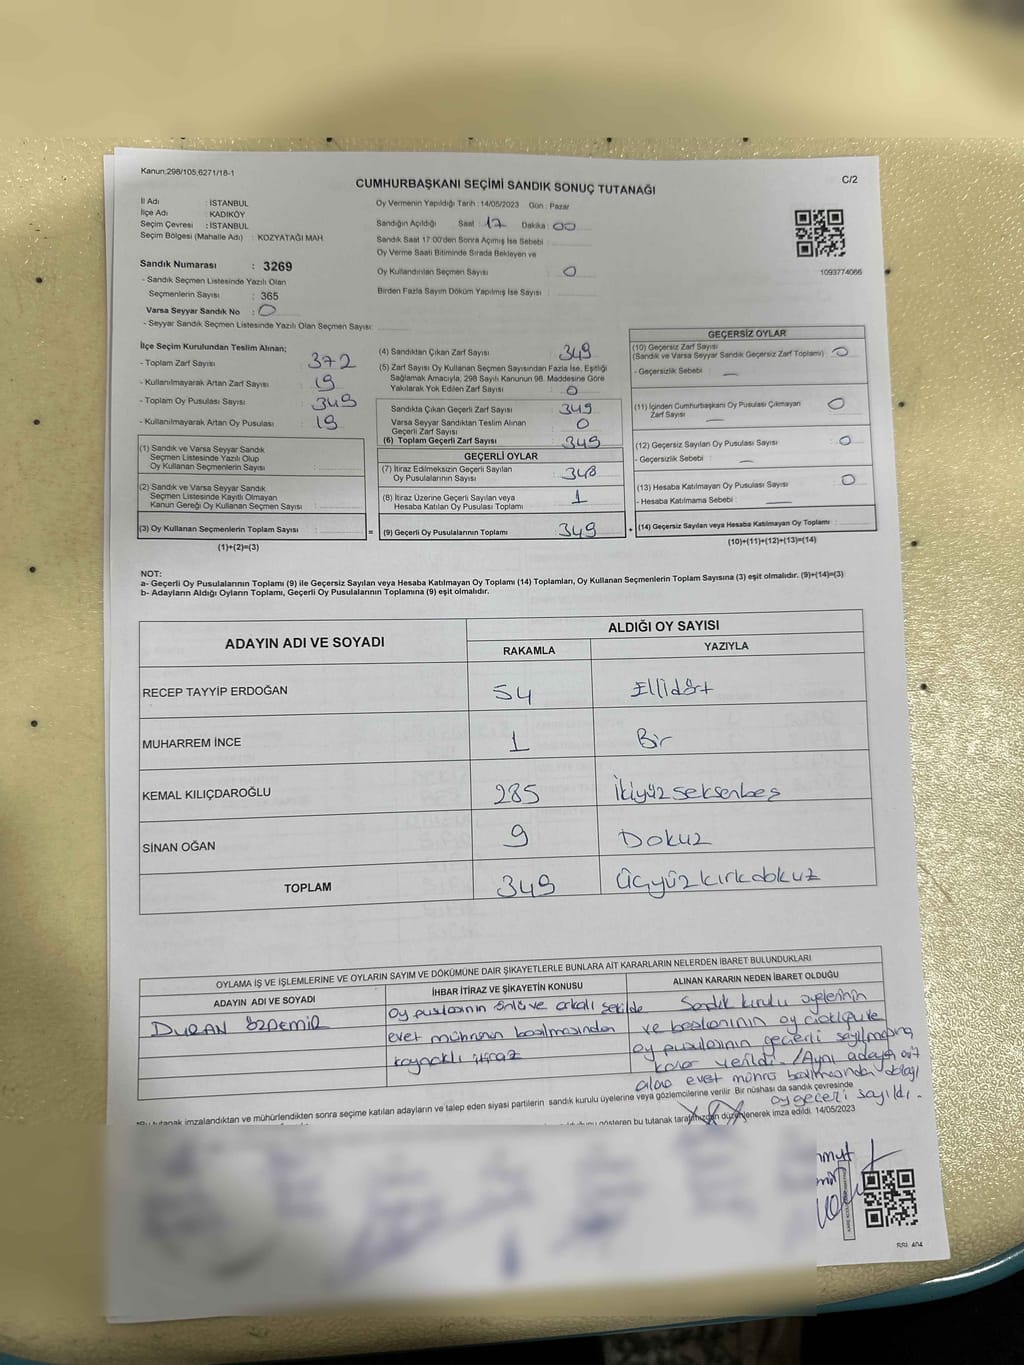 Kanun:298/105,6271/18-1
C/2
CUMHURBAŞKANI SEÇİMİ SANDIK SONUÇ TUTANAĞI
İl Adı : İSTANBUL
İlçe Adı : KADIKÖY
Seçim Çevresi : İSTANBUL
Seçim Bölgesi (Mahalle Adı) : KOZYATAĞI MAH.
Sandık Numarası : 3269
- Sandık Seçmen Listesinde Yazılı Olan
Seçmenlerin Sayısı : 365
Varsa Seyyar Sandık No : 0
- Seyyar Sandık Seçmen Listesinde Yazılı Olan Seçmen Sayısı:
Oy Vermenin Yapıldığı Tarih : 14/05/2023 Gün : Pazar
Sandığın Açıldığı Saat : 17 Dakika : 00
Sandık Saat 17:00'den Sonra Açımış İse Sebebi
Oy Verme Saati Bitiminde Sırada Bekleyen ve
Oy Kullandırılan Seçmen Sayısı 0
Birden Fazla Sayım Döküm Yapılmış İse Sayısı :
1093774066
İlçe Seçim Kurulundan Teslim Alınan;
- Toplam Zarf Sayısı : 372
- Kullanılmayarak Artan Zarf Sayısı : 19
- Toplam Oy Pusulası Sayısı : 349
- Kullanılmayarak Artan Oy Pusulası : 19
(1) Sandık ve Varsa Seyyar Sandık
Seçmen Listesinde Yazılı Olup
Oy Kullanan Seçmenlerin Sayısı :
(2) Sandık ve Varsa Seyyar Sandık
Seçmen Listesinde Kayıtlı Olmayan
Kanun Gereği Oy Kullanan Seçmen Sayısı :
(3) Oy Kullanan Seçmenlerin Toplam Sayısı :
(1)+(2)=(3)
(4) Sandıktan Çıkan Zarf Sayısı : 349
(5) Zarf Sayısı Oy Kullanan Seçmen Sayısından Fazla İse, Eşitliği
Sağlamak Amacıyla, 298 Sayılı Kanunun 98. Maddesine Göre
Yakılarak Yok Edilen Zarf Sayısı : 0
Sandıkta Çıkan Geçerli Zarf Sayısı : 349
Varsa Seyyar Sandıktan Teslim Alınan
Geçerli Zarf Sayısı : 0
(6) Toplam Geçerli Zarf Sayısı : 349
GEÇERLİ OYLAR
(7) İtiraz Edilmeksizin Geçerli Sayılan
Oy Pusulalarının Sayısı : 348
(8) İtiraz Üzerine Geçerli Sayılan veya
Hesaba Katılan Oy Pusulası Toplamı : 1
= (9) Geçerli Oy Pusulalarının Toplamı : 349 +
GEÇERSİZ OYLAR
(10) Geçersiz Zarf Sayısı
(Sandık ve Varsa Seyyar Sandık Geçersiz Zarf Toplamı) : 0
- Geçersizlik Sebebi : —
(11) İçinden Cumhurbaşkanı Oy Pusulası Çıkmayan
Zarf Sayısı : 0
—
(12) Geçersiz Sayılan Oy Pusulası Sayısı : 0
- Geçersizlik Sebebi : —
(13) Hesaba Katılmayan Oy Pusulası Sayısı : 0
- Hesaba Katılmama Sebebi : —
(14) Geçersiz Sayılan veya Hesaba Katılmayan Oy Toplamı :
(10)+(11)+(12)+(13)=(14)
NOT:
a- Geçerli Oy Pusulalarının Toplamı (9) ile Geçersiz Sayılan veya Hesaba Katılmayan Oy Toplamı (14) Toplamları, Oy Kullanan Seçmenlerin Toplam Sayısına (3) eşit olmalıdır. (9)+(14)=(3)
b- Adayların Aldığı Oyların Toplamı, Geçerli Oy Pusulalarının Toplamına (9) eşit olmalıdır.
ADAYIN ADI VE SOYADI
ALDIĞI OY SAYISI
RAKAMLA YAZIYLA
RECEP TAYYİP ERDOĞAN 54 Ellidört
MUHARREM İNCE 1 Bir
KEMAL KILIÇDAROĞLU 285 İkiyüzseksenbeş
SİNAN OĞAN 9 Dokuz
TOPLAM 349 Üçyüzkırkdokuz
OYLAMA İŞ VE İŞLEMLERİNE VE OYLARIN SAYIM VE DÖKÜMÜNE DAİR ŞİKAYETLERLE BUNLARA AİT KARARLARIN NELERDEN İBARET BULUNDUKLARI
ADAYIN ADI VE SOYADI İHBAR İTİRAZ VE ŞİKAYETİN KONUSU ALINAN KARARIN NEDEN İBARET OLDUĞU
DURAN ÖZDEMİR
oy puslasının önlü ve arkalı şekilde
evet mührünün basılmasından
kaynaklı itiraz
Sandık kurulu üyelerinin
ve başkanının oy çokluğu ve
oy pusulasının geçerli sayılmasına
karar verildi. /Aynı adaya ait
alana evet mührü basılmasından dolayı
oy geçerli sayıldı.
tutanak imzalandıktan ve mühürlendikten sonra seçime katılan adayların ve talep eden siyasi partilerin sandık kurulu üyelerine veya gözlemcilerine verilir Bir nüshası da sandık çevresinde
gösteren bu tutanak tarafımızdan düzenlenerek imza edildi. 14/05/2023